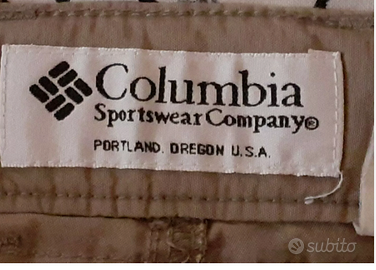 Columbia
Sportswear Company®
PORTLAND, OREGON U.S.A.
subito